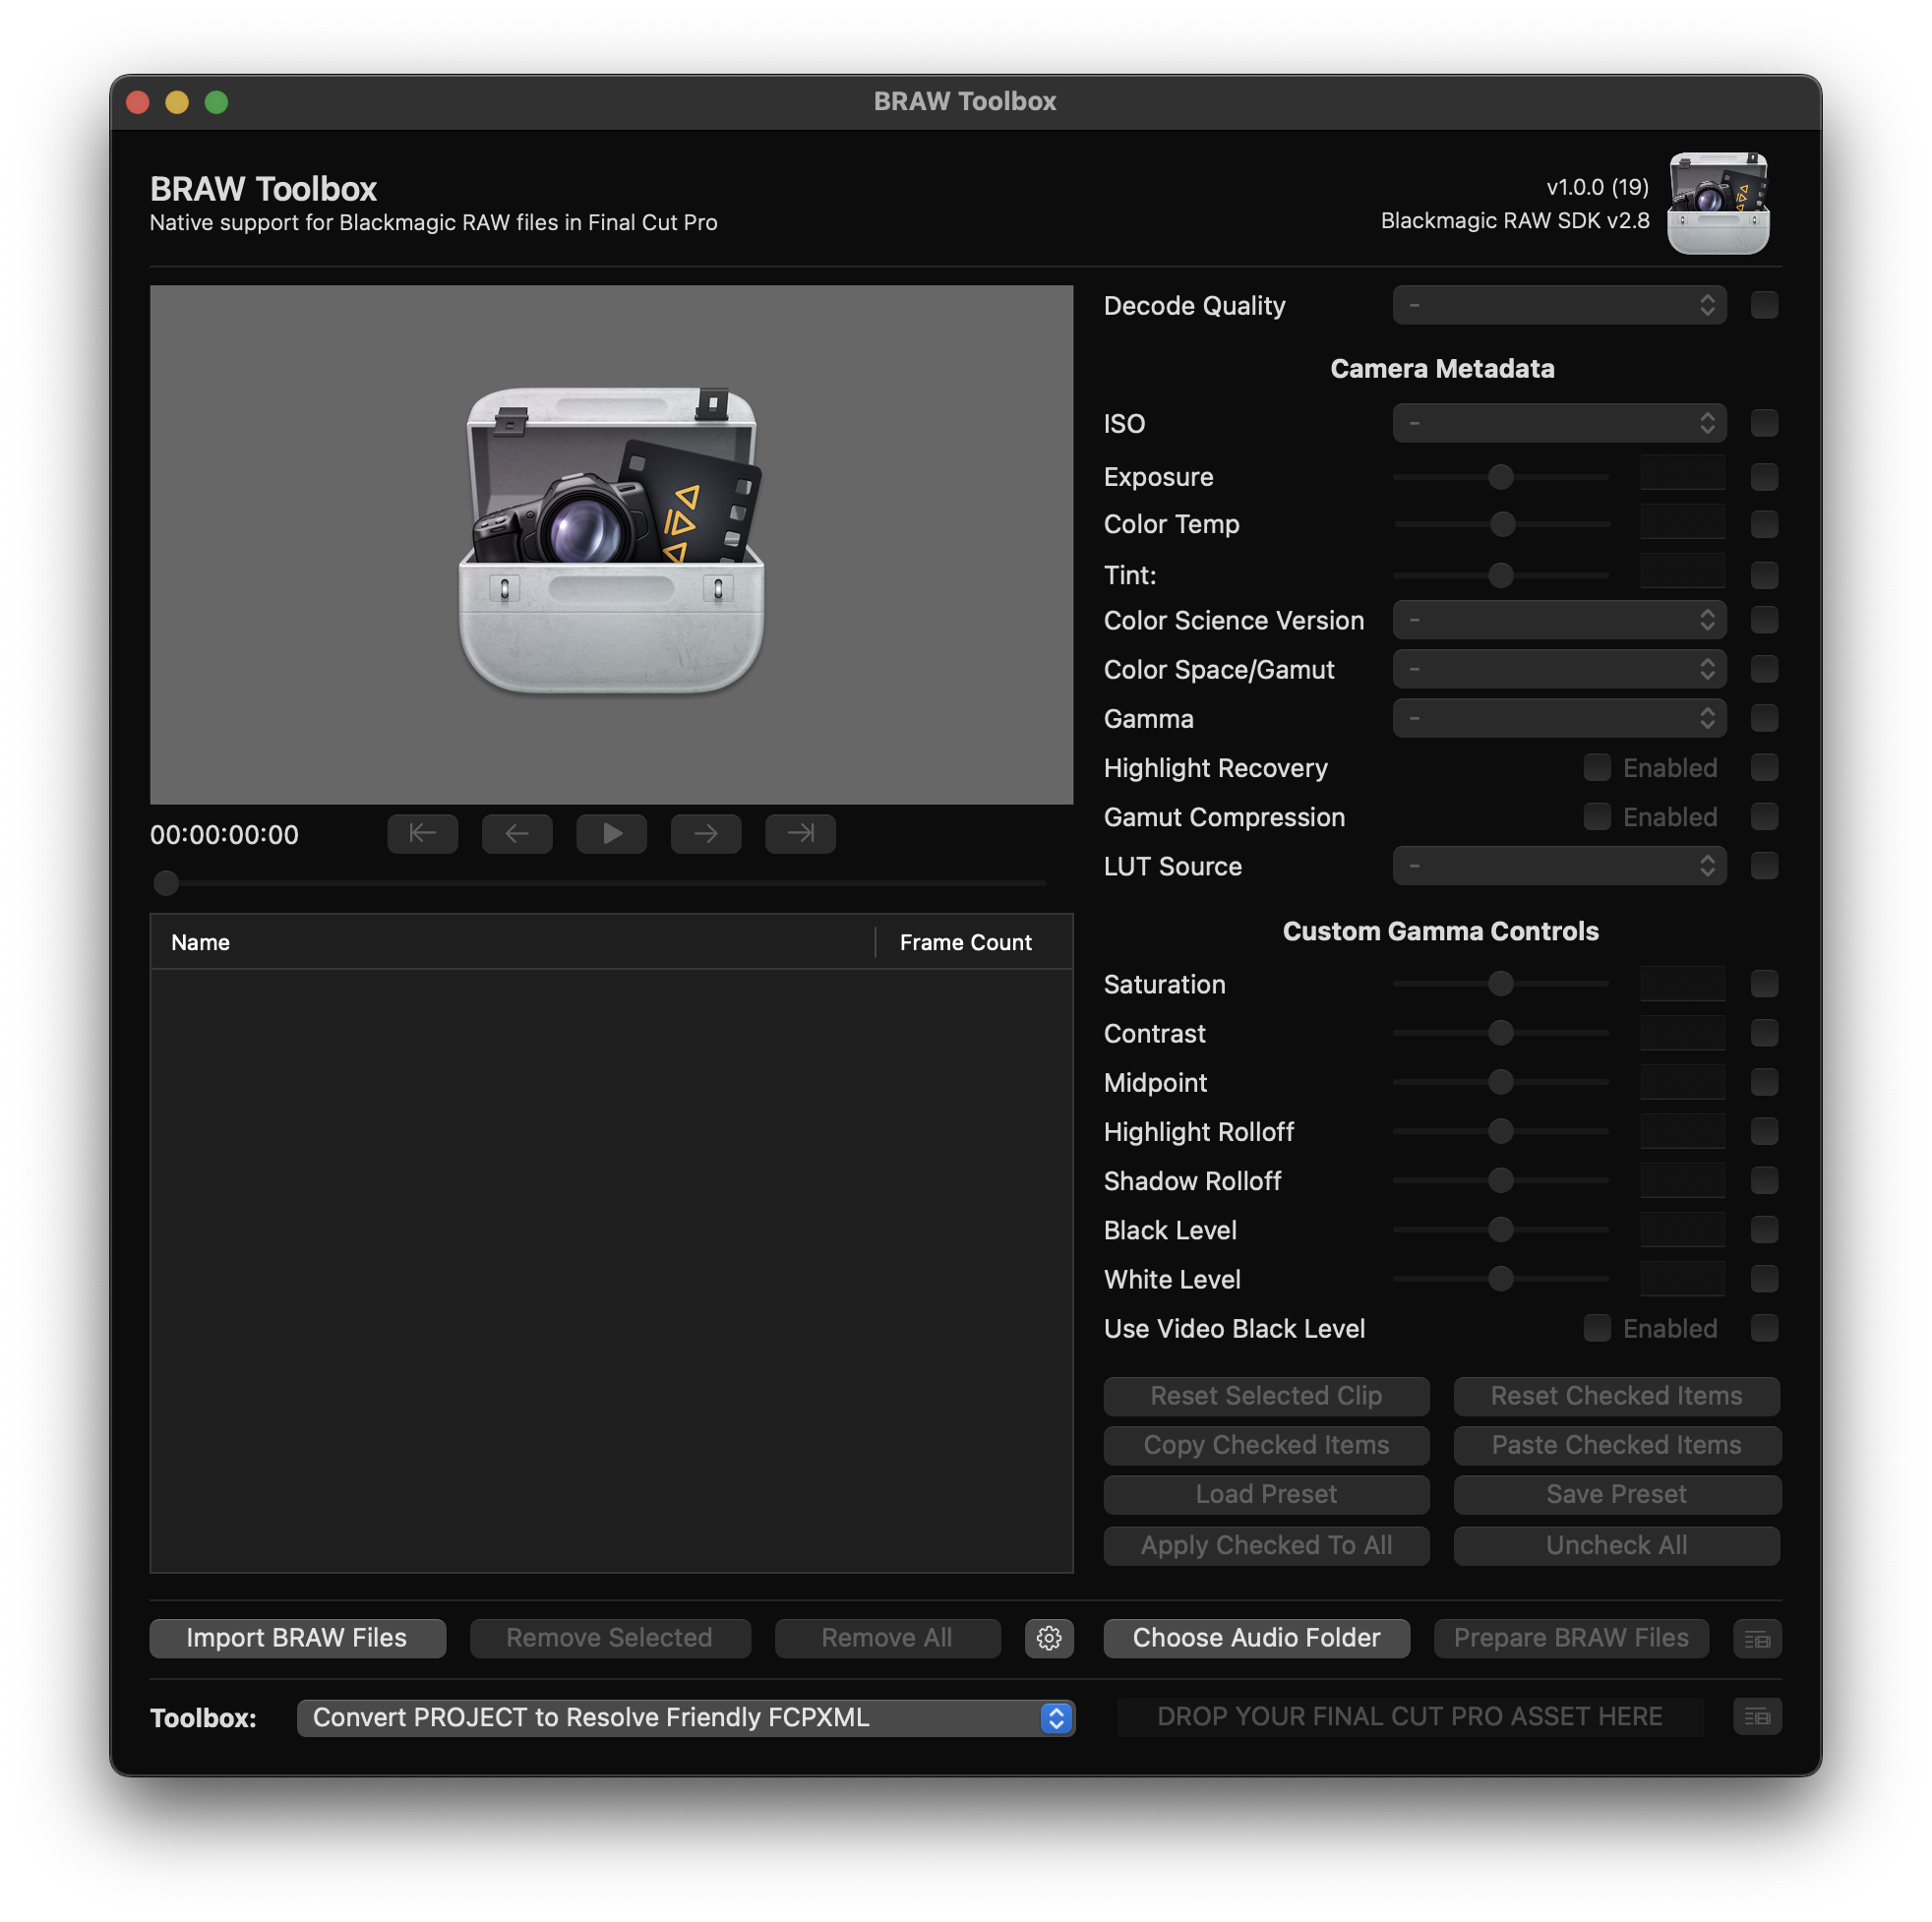 BRAW Toolbox
BRAW Toolbox
Native support for Blackmagic RAW files in Final Cut Pro
v1.0.0 (19)
Blackmagic RAW SDK v2.8
00:00:00:00
Name Frame Count
Decode Quality -
Camera Metadata
ISO -
Exposure
Color Temp
Tint:
Color Science Version -
Color Space/Gamut -
Gamma -
Highlight Recovery Enabled
Gamut Compression Enabled
LUT Source -
Custom Gamma Controls
Saturation
Contrast
Midpoint
Highlight Rolloff
Shadow Rolloff
Black Level
White Level
Use Video Black Level Enabled
Reset Selected Clip Reset Checked Items
Copy Checked Items Paste Checked Items
Load Preset Save Preset
Apply Checked To All Uncheck All
Import BRAW Files Remove Selected Remove All Choose Audio Folder Prepare BRAW Files
Toolbox: Convert PROJECT to Resolve Friendly FCPXML DROP YOUR FINAL CUT PRO ASSET HERE